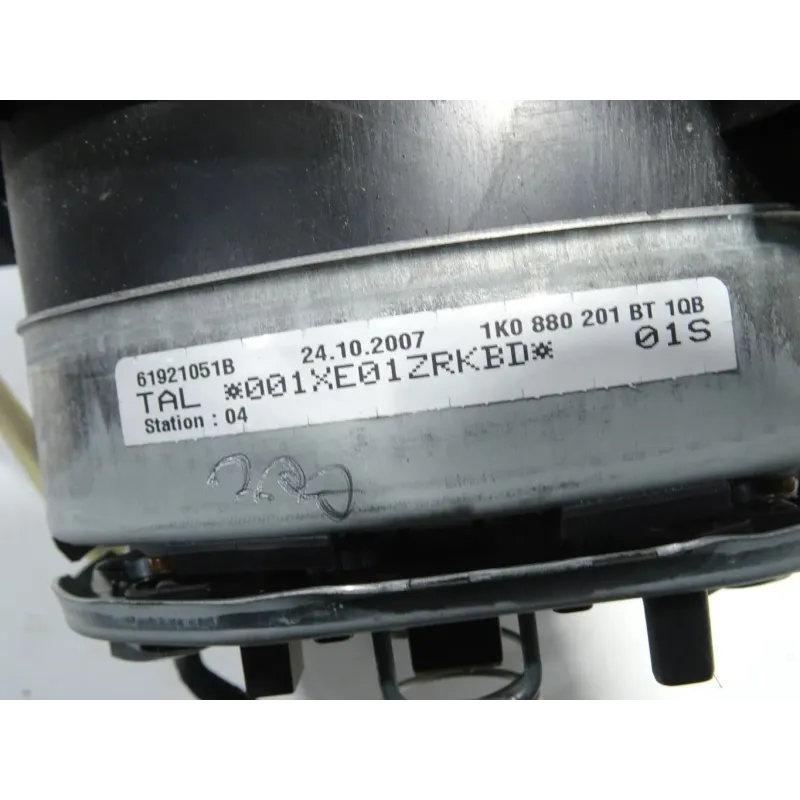 61921051B 24.10.2007 1K0 880 201 BT 1QB
TAL *001XE01ZRKBD* 01S
Station : 04